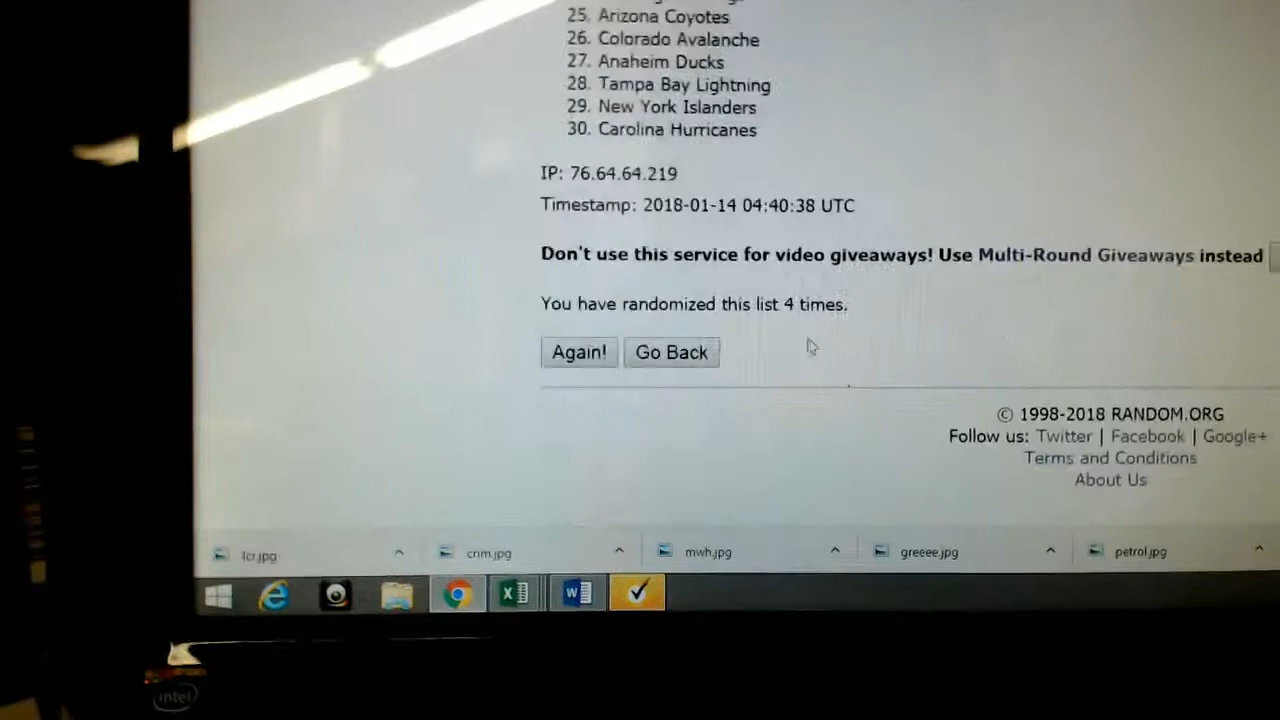 25. Arizona Coyotes
26. Colorado Avalanche
27. Anaheim Ducks
28. Tampa Bay Lightning
29. New York Islanders
30. Carolina Hurricanes
IP: 76.64.64.219
Timestamp: 2018-01-14 04:40:38 UTC
Don't use this service for video giveaways! Use Multi-Round Giveaways instead
You have randomized this list 4 times.
Again! Go Back
© 1998-2018 RANDOM.ORG
Follow us: Twitter | Facebook | Google+
Terms and Conditions
About Us
lcr.jpg cnm.jpg mwh.jpg greeee.jpg petrol.jpg
intel